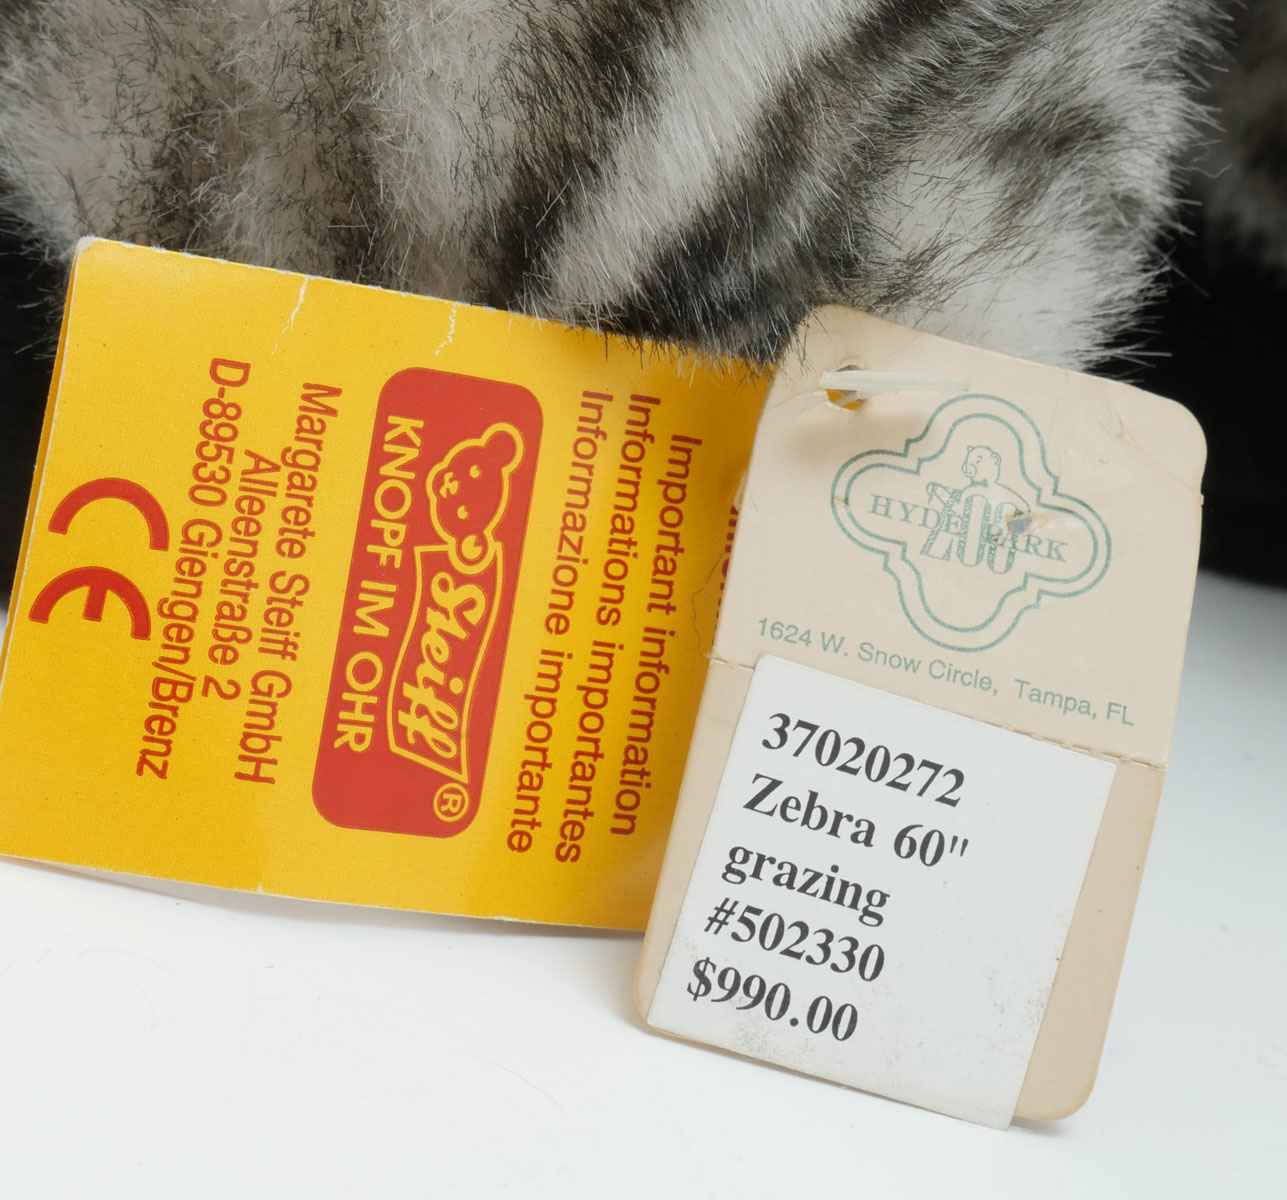 Important information
Informations importantes
Informazione importante
Steiff ®
KNOPF IM OHR
Margarete Steiff GmbH
Alleenstraße 2
D-89530 Giengen/Brenz
CE
HYDE PARK
ZOO
1624 W. Snow Circle, Tampa, FL
37020272
Zebra 60"
grazing
#502330
$990.00